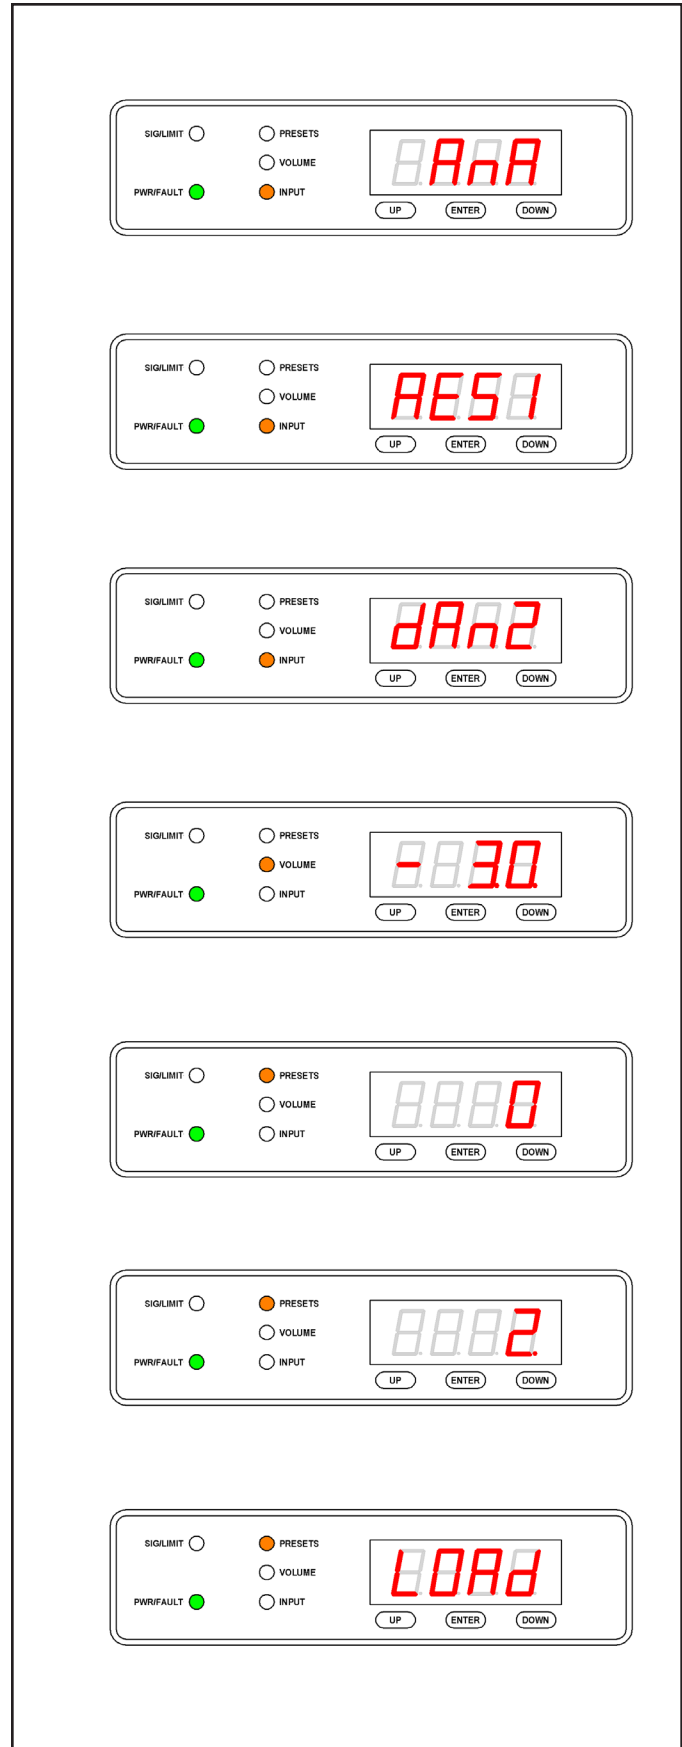 SIG/LIMIT PRESETS
VOLUME AnA
PWR/FAULT INPUT
UP ENTER DOWN
SIG/LIMIT PRESETS
VOLUME AES1
PWR/FAULT INPUT
UP ENTER DOWN
SIG/LIMIT PRESETS
VOLUME dAn2
PWR/FAULT INPUT
UP ENTER DOWN
SIG/LIMIT PRESETS
VOLUME - 3.0.
PWR/FAULT INPUT
UP ENTER DOWN
SIG/LIMIT PRESETS
VOLUME 0
PWR/FAULT INPUT
UP ENTER DOWN
SIG/LIMIT PRESETS
VOLUME 2.
PWR/FAULT INPUT
UP ENTER DOWN
SIG/LIMIT PRESETS
VOLUME LOAd
PWR/FAULT INPUT
UP ENTER DOWN